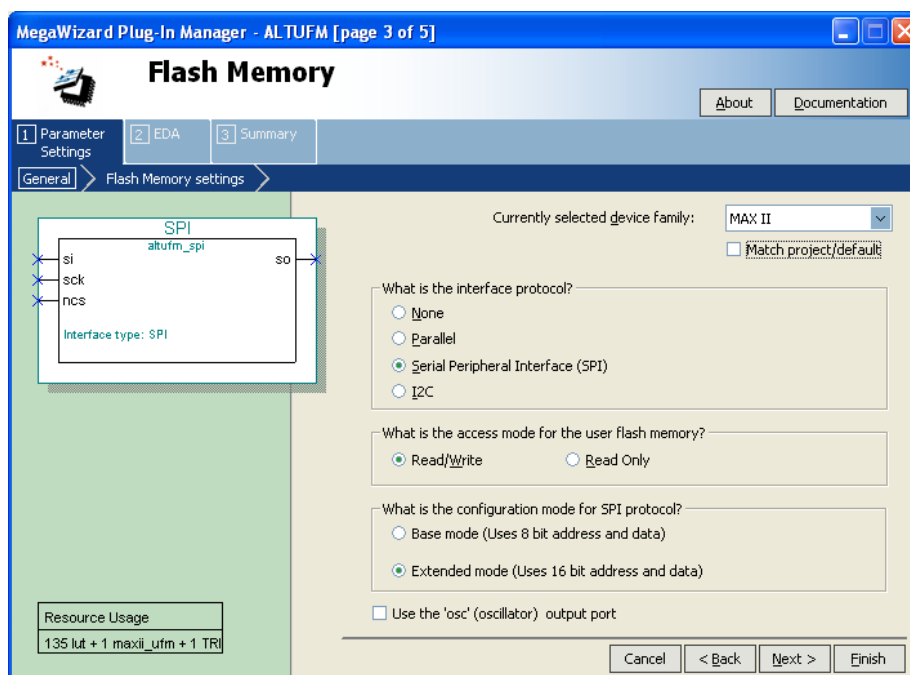 MegaWizard Plug-In Manager - ALTUFM [page 3 of 5]
Flash Memory
About
Documentation
1 Parameter Settings
2 EDA
3 Summary
General
Flash Memory settings
SPI
altufm_spi
si
so
sck
ncs
Interface type: SPI
Currently selected device family:
MAX II
Match project/default
What is the interface protocol?
None
Parallel
Serial Peripheral Interface (SPI)
I2C
What is the access mode for the user flash memory?
Read/Write
Read Only
What is the configuration mode for SPI protocol?
Base mode (Uses 8 bit address and data)
Extended mode (Uses 16 bit address and data)
Use the 'osc' (oscillator) output port
Resource Usage
135 lut + 1 maxii_ufm + 1 TRI
Cancel
< Back
Next >
Finish